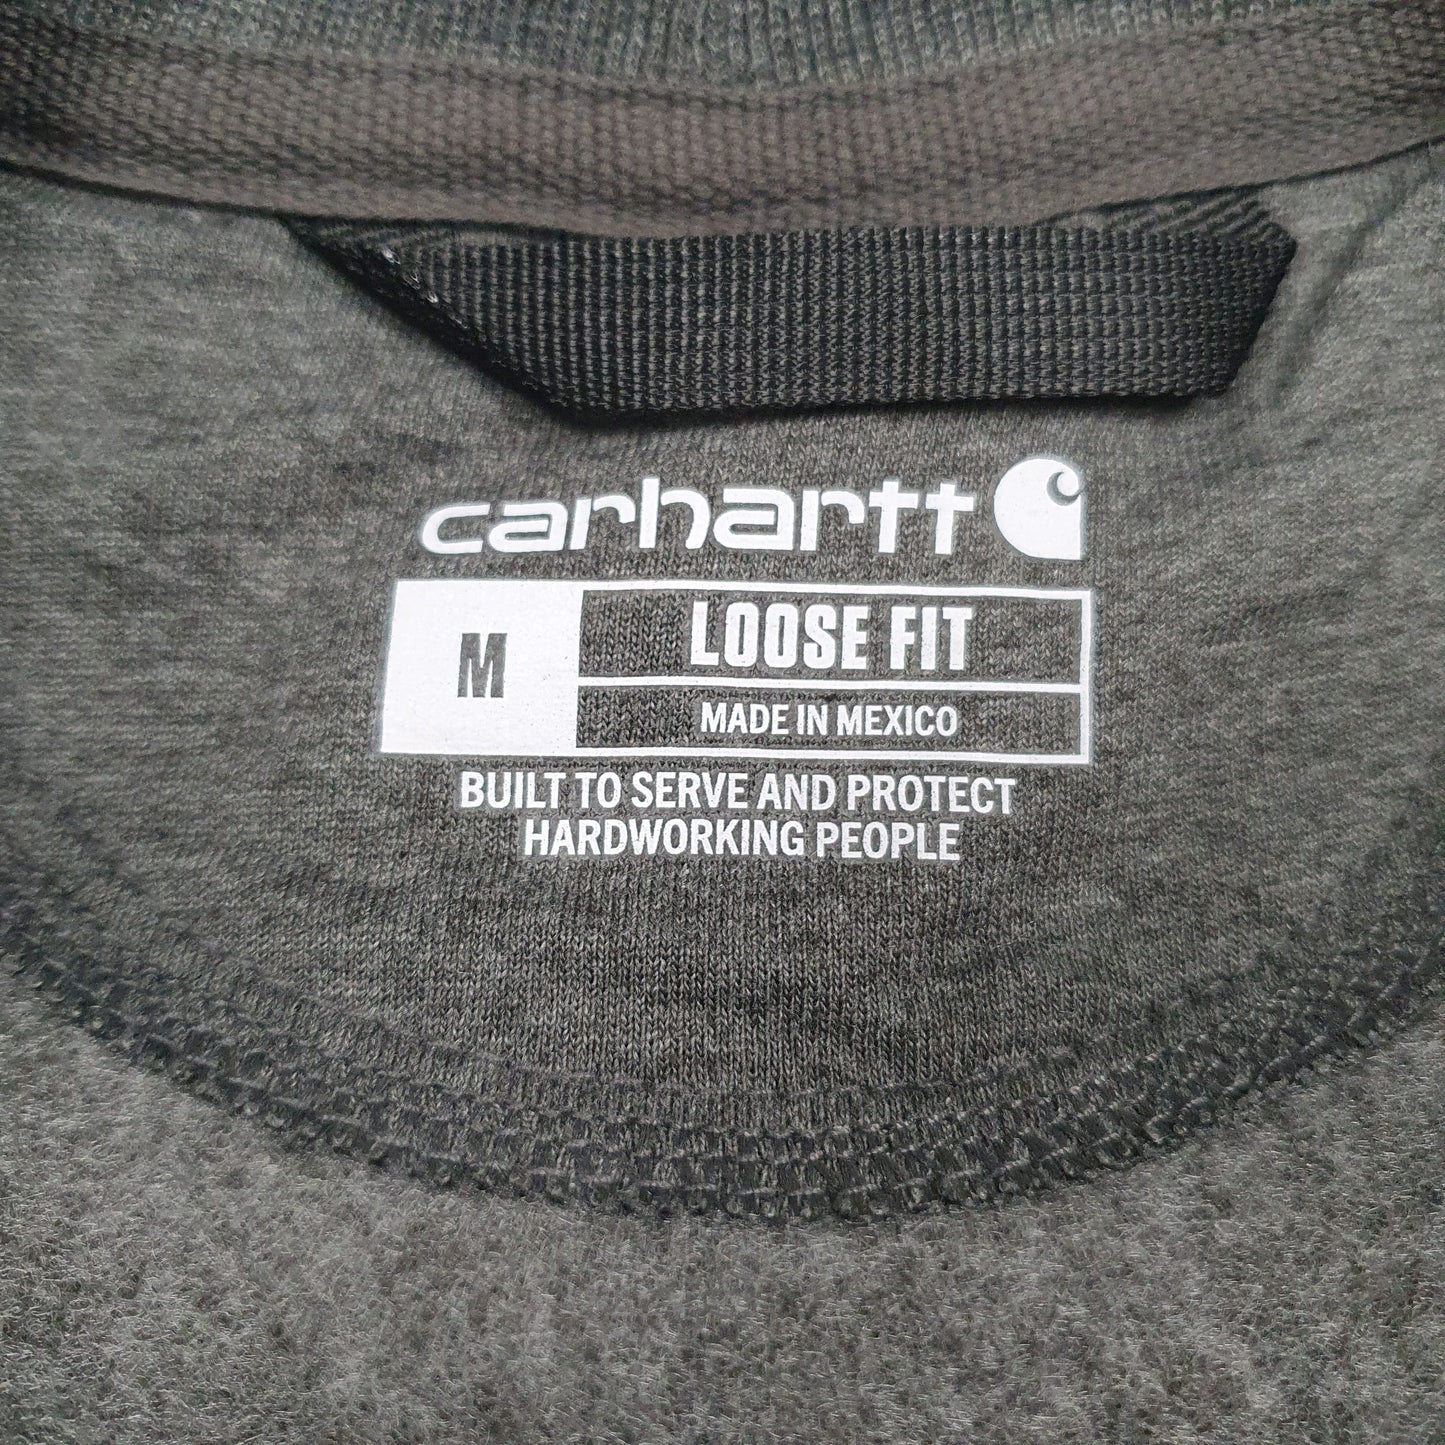 carhartt
M
LOOSE FIT
MADE IN MEXICO
BUILT TO SERVE AND PROTECT
HARDWORKING PEOPLE